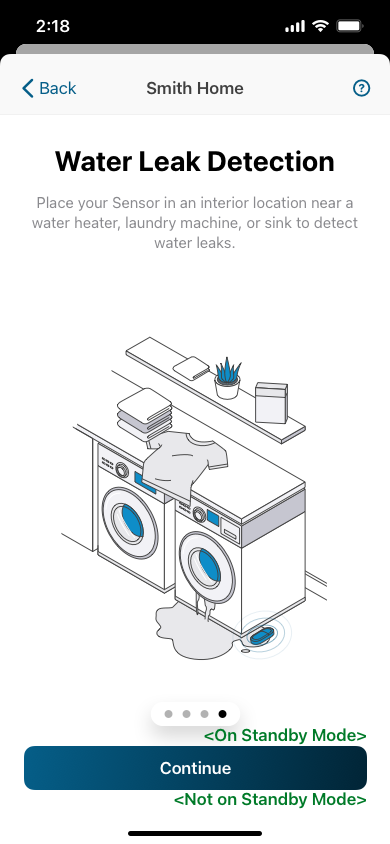 2:18
Back
Smith Home
?
Water Leak Detection
Place your Sensor in an interior location near a
water heater, laundry machine, or sink to detect
water leaks.
<On Standby Mode>
Continue
<Not on Standby Mode>